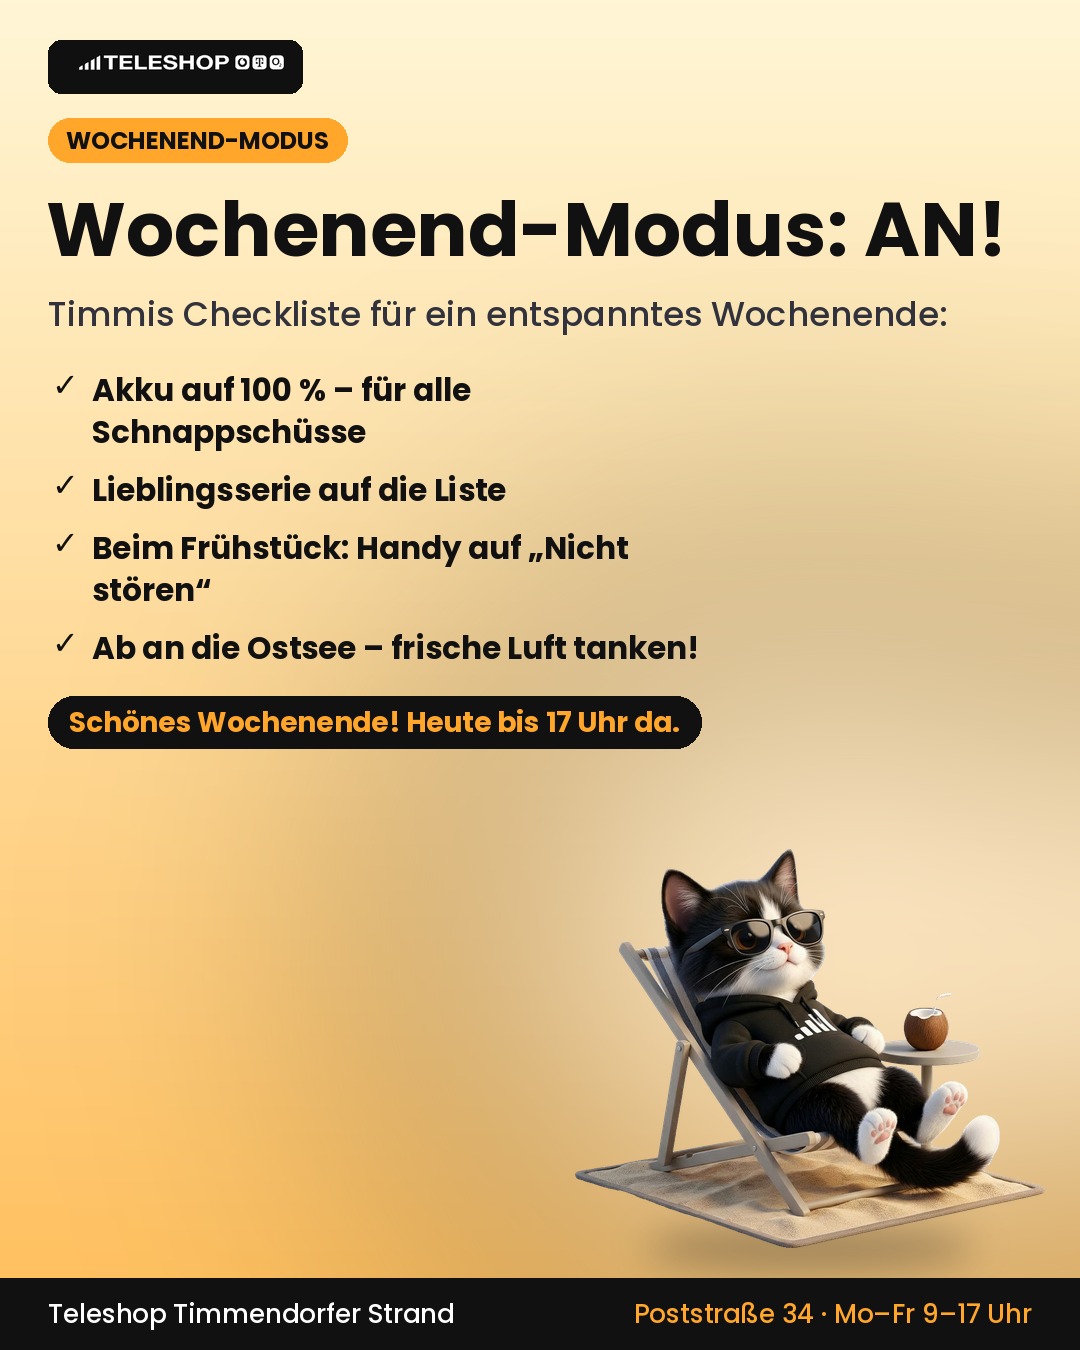 TELESHOP
WOCHENEND-MODUS
Wochenend-Modus: AN!
Timmis Checkliste für ein entspanntes Wochenende:
✓ Akku auf 100 % – für alle
Schnappschüsse
✓ Lieblingsserie auf die Liste
✓ Beim Frühstück: Handy auf „Nicht
stören“
✓ Ab an die Ostsee – frische Luft tanken!
Schönes Wochenende! Heute bis 17 Uhr da.
Teleshop Timmendorfer Strand
Poststraße 34 · Mo–Fr 9–17 Uhr